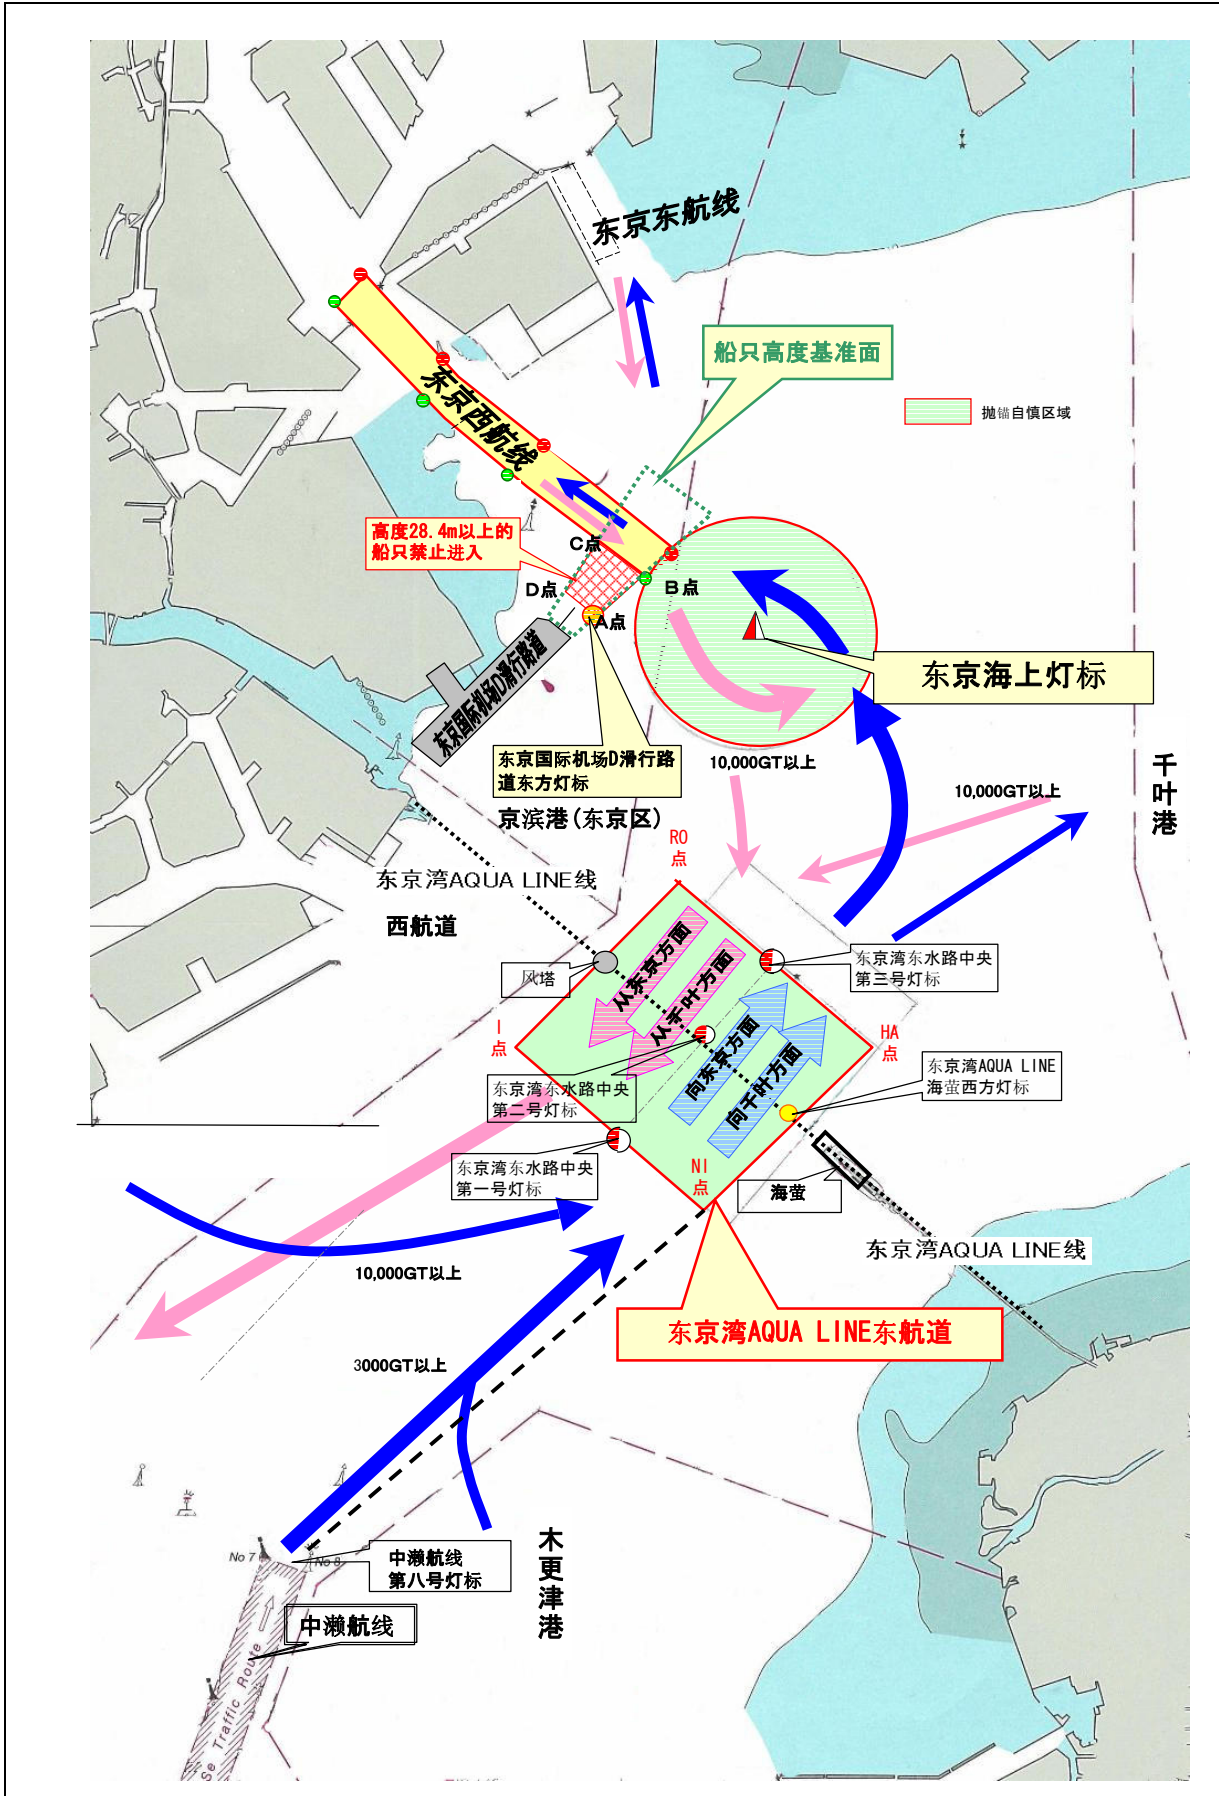 东京东航线
船只高度基准面
抛锚自慎区域
东京西航线
高度28.4m以上的
船只禁止进入
C点
D点
B点
A点
东京国际机场D滑行路道
东京海上灯标
东京国际机场D滑行路
道东方灯标
10,000GT以上
10,000GT以上
千叶港
京滨港(东京区)
RO
点
东京湾AQUA LINE线
西航道
从东京方面
从千叶方面
向东京方面
向千叶方面
风塔
东京湾东水路中央
第三号灯标
I
点
HA
点
东京湾AQUA LINE
海萤西方灯标
东京湾东水路中央
第二号灯标
东京湾东水路中央
第一号灯标
NI
点
海萤
东京湾AQUA LINE线
10,000GT以上
东京湾AQUA LINE东航道
3000GT以上
No 7
No 8
中濑航线
第八号灯标
木更津港
中濑航线
Se Traffic Route